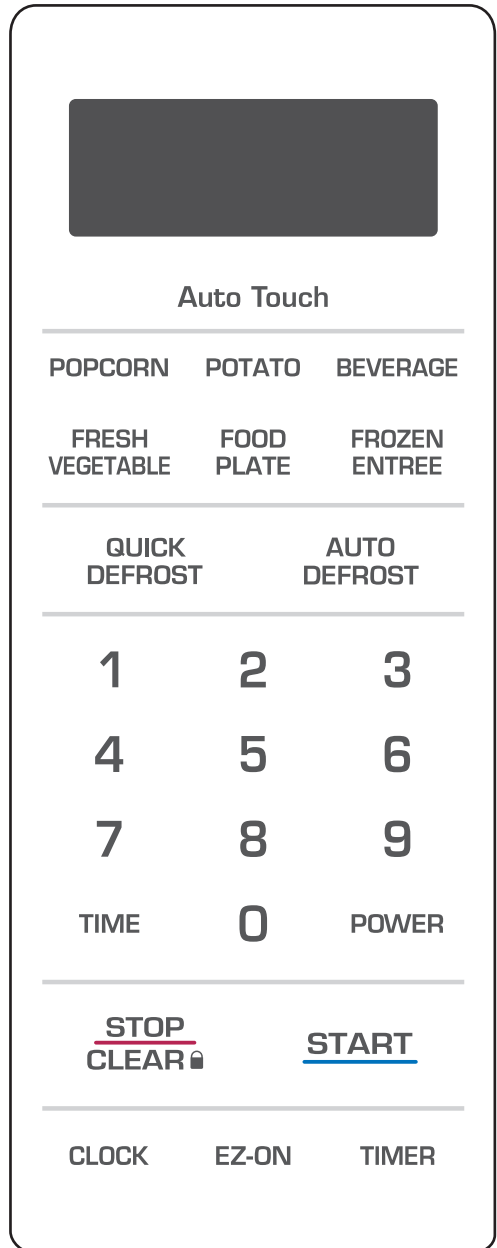 Auto Touch
POPCORN POTATO BEVERAGE
FRESH VEGETABLE FOOD PLATE FROZEN ENTREE
QUICK DEFROST AUTO DEFROST
1 2 3
4 5 6
7 8 9
TIME 0 POWER
STOP
CLEAR START
CLOCK EZ-ON TIMER